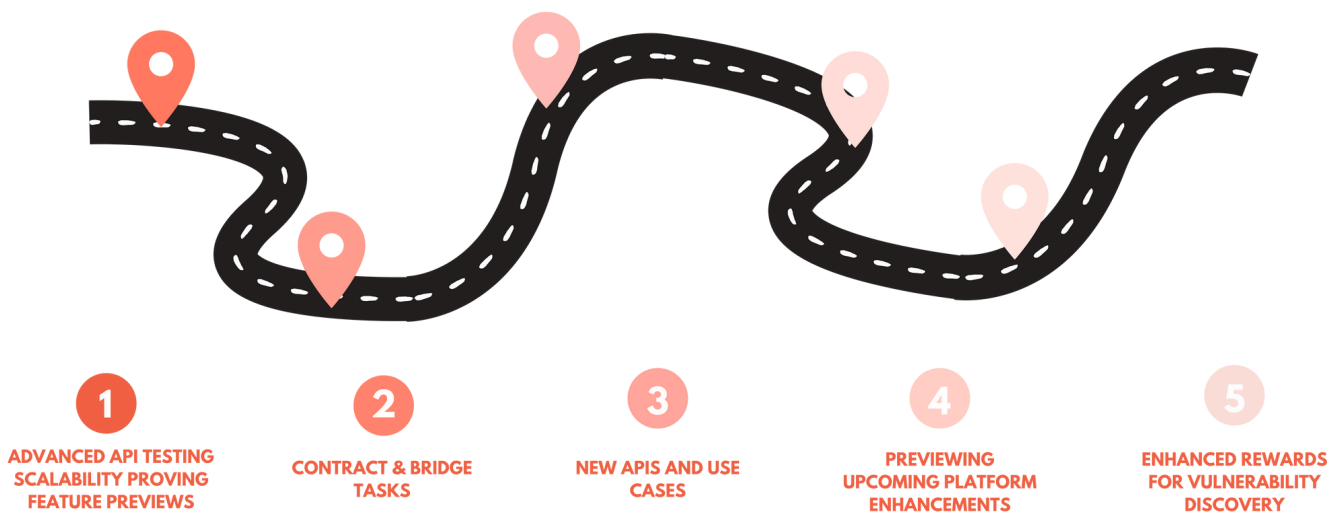 1
ADVANCED API TESTING
SCALABILITY PROVING
FEATURE PREVIEWS
2
CONTRACT & BRIDGE
TASKS
3
NEW APIS AND USE
CASES
4
PREVIEWING
UPCOMING PLATFORM
ENHANCEMENTS
5
ENHANCED REWARDS
FOR VULNERABILITY
DISCOVERY